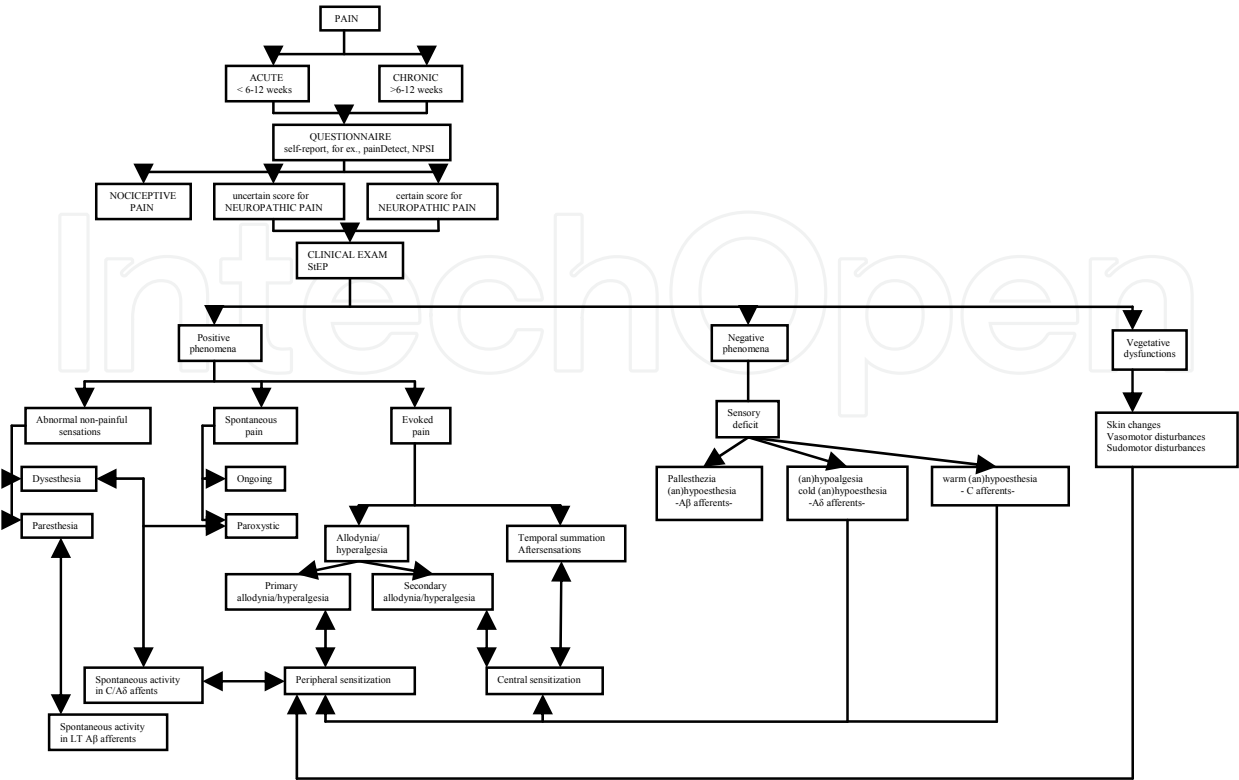 PAIN
ACUTE
< 6-12 weeks
CHRONIC
>6-12 weeks
QUESTIONNAIRE
self-report, for ex., painDetect, NPSI
NOCICEPTIVE
PAIN
uncertain score for
NEUROPATHIC PAIN
certain score for
NEUROPATHIC PAIN
CLINICAL EXAM
StEP
IntechOpen
Positive
phenomena
Negative
phenomena
Vegetative
dysfunctions
Abnormal non-painful
sensations
Spontaneous
pain
Evoked
pain
Sensory
deficit
Skin changes
Vasomotor disturbances
Sudomotor disturbances
Dysesthesia
Ongoing
Pallesthezia
(an)hypoesthesia
-Aβ afferents-
(an)hypoalgesia
cold (an)hypoesthesia
-Aδ afferents-
warm (an)hypoesthesia
- C afferents-
Paresthesia
Paroxystic
Allodynia/
hyperalgesia
Temporal summation
Aftersensations
Primary
allodynia/hyperalgesia
Secondary
allodynia/hyperalgesia
Spontaneous activity
in C/Aδ affents
Peripheral sensitization
Central sensitization
Spontaneous activity
in LT Aβ afferents